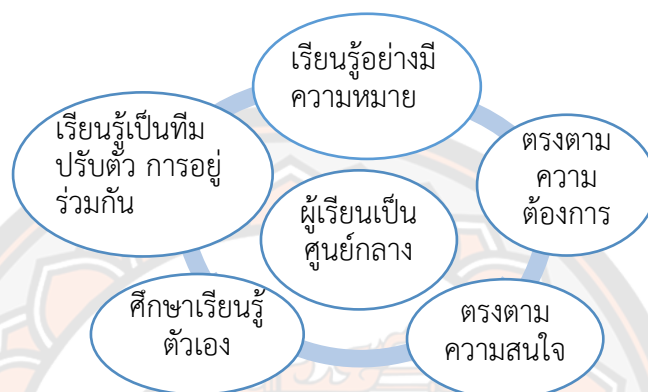 เรียนรู้อย่างมี
ความหมาย
เรียนรู้เป็นทีม
ปรับตัว การอยู่
ร่วมกัน
ตรงตาม
ความ
ต้องการ
ผู้เรียนเป็น
ศูนย์กลาง
ศึกษาเรียนรู้
ตัวเอง
ตรงตาม
ความสนใจ